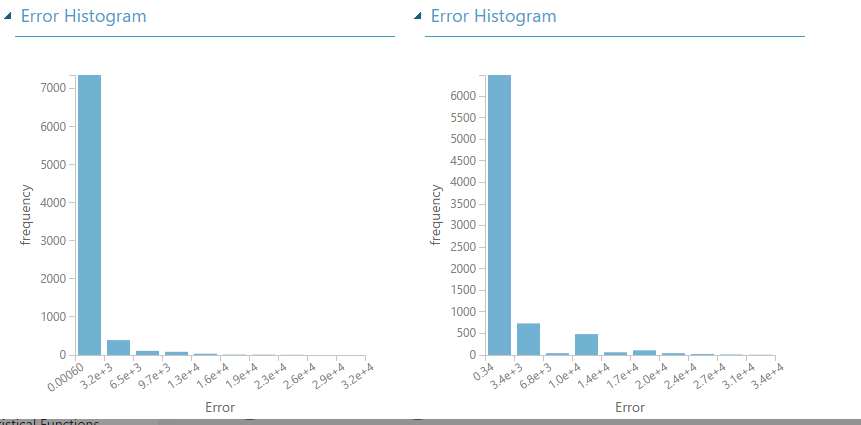 Error Histogram
7000
6000
5000
4000
3000
2000
1000
0
frequency
0.00060
3.2e+3
6.5e+3
9.7e+3
1.3e+4
1.6e+4
1.9e+4
2.3e+4
2.6e+4
2.9e+4
3.2e+4
Error
Error Histogram
6000
5500
5000
4500
4000
3500
3000
2500
2000
1500
1000
500
0
frequency
0.34
3.4e+3
6.8e+3
1.0e+4
1.4e+4
1.7e+4
2.0e+4
2.4e+4
2.7e+4
3.1e+4
3.4e+4
Error
Functions